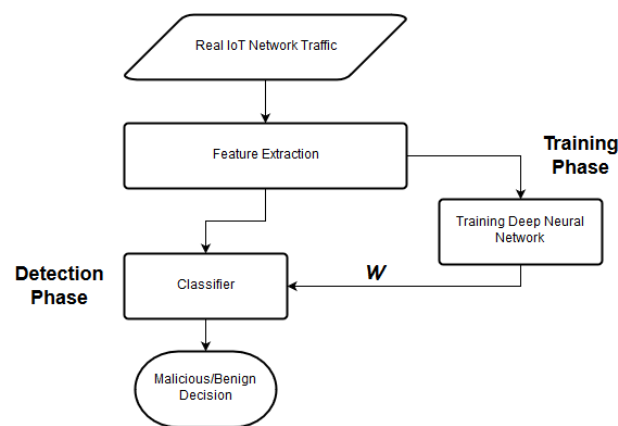 Real IoT Network Traffic
Feature Extraction
Training
Phase
Training Deep Neural
Network
Detection
Phase
Classifier
W
Malicious/Benign
Decision